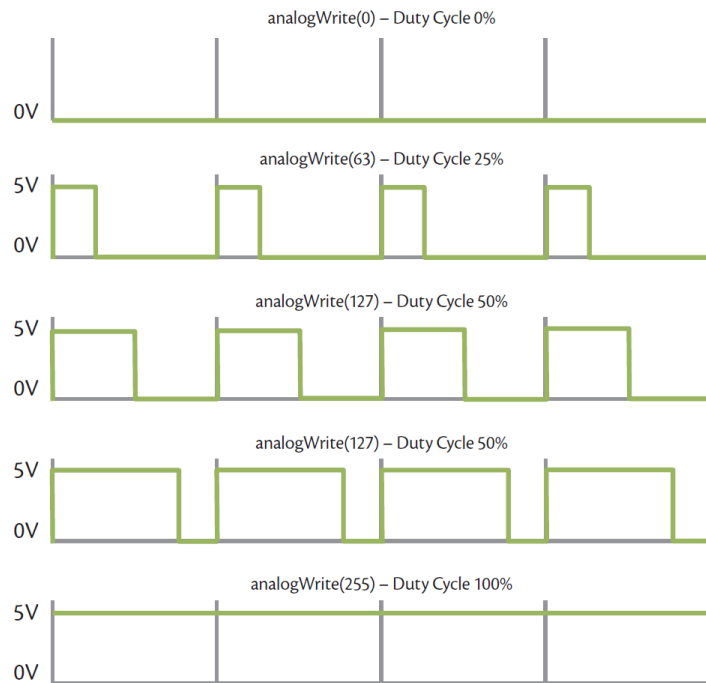 analogWrite(0) – Duty Cycle 0%
0V
analogWrite(63) – Duty Cycle 25%
5V
0V
analogWrite(127) – Duty Cycle 50%
5V
0V
analogWrite(127) – Duty Cycle 50%
5V
0V
analogWrite(255) – Duty Cycle 100%
5V
0V